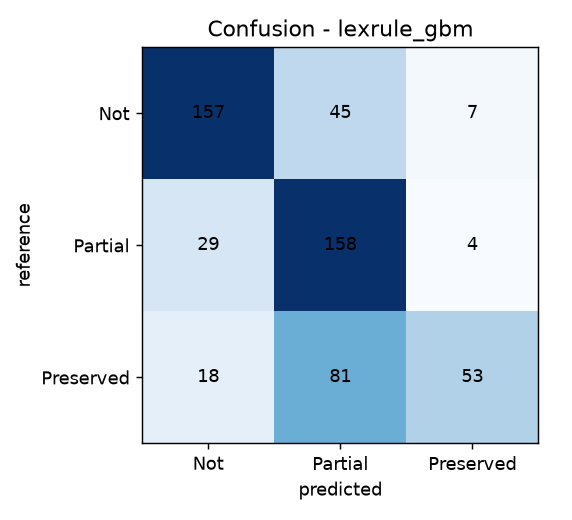 Confusion - lexrule_gbm
Not 157 45 7
Partial 29 158 4
Preserved 18 81 53
reference
Not Partial Preserved
predicted